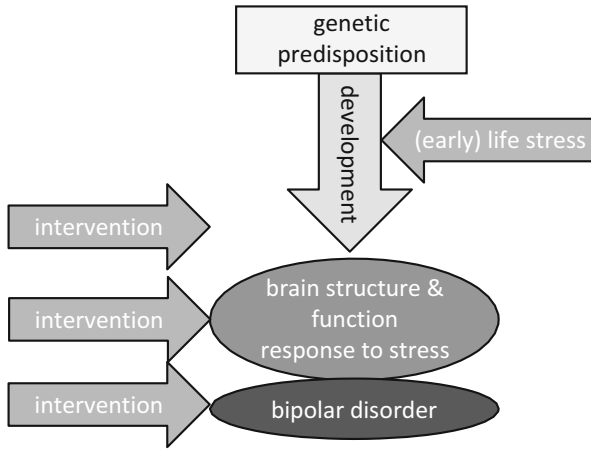 genetic
predisposition
development
(early) life stress
intervention
brain structure &
function
response to stress
intervention
intervention
bipolar disorder